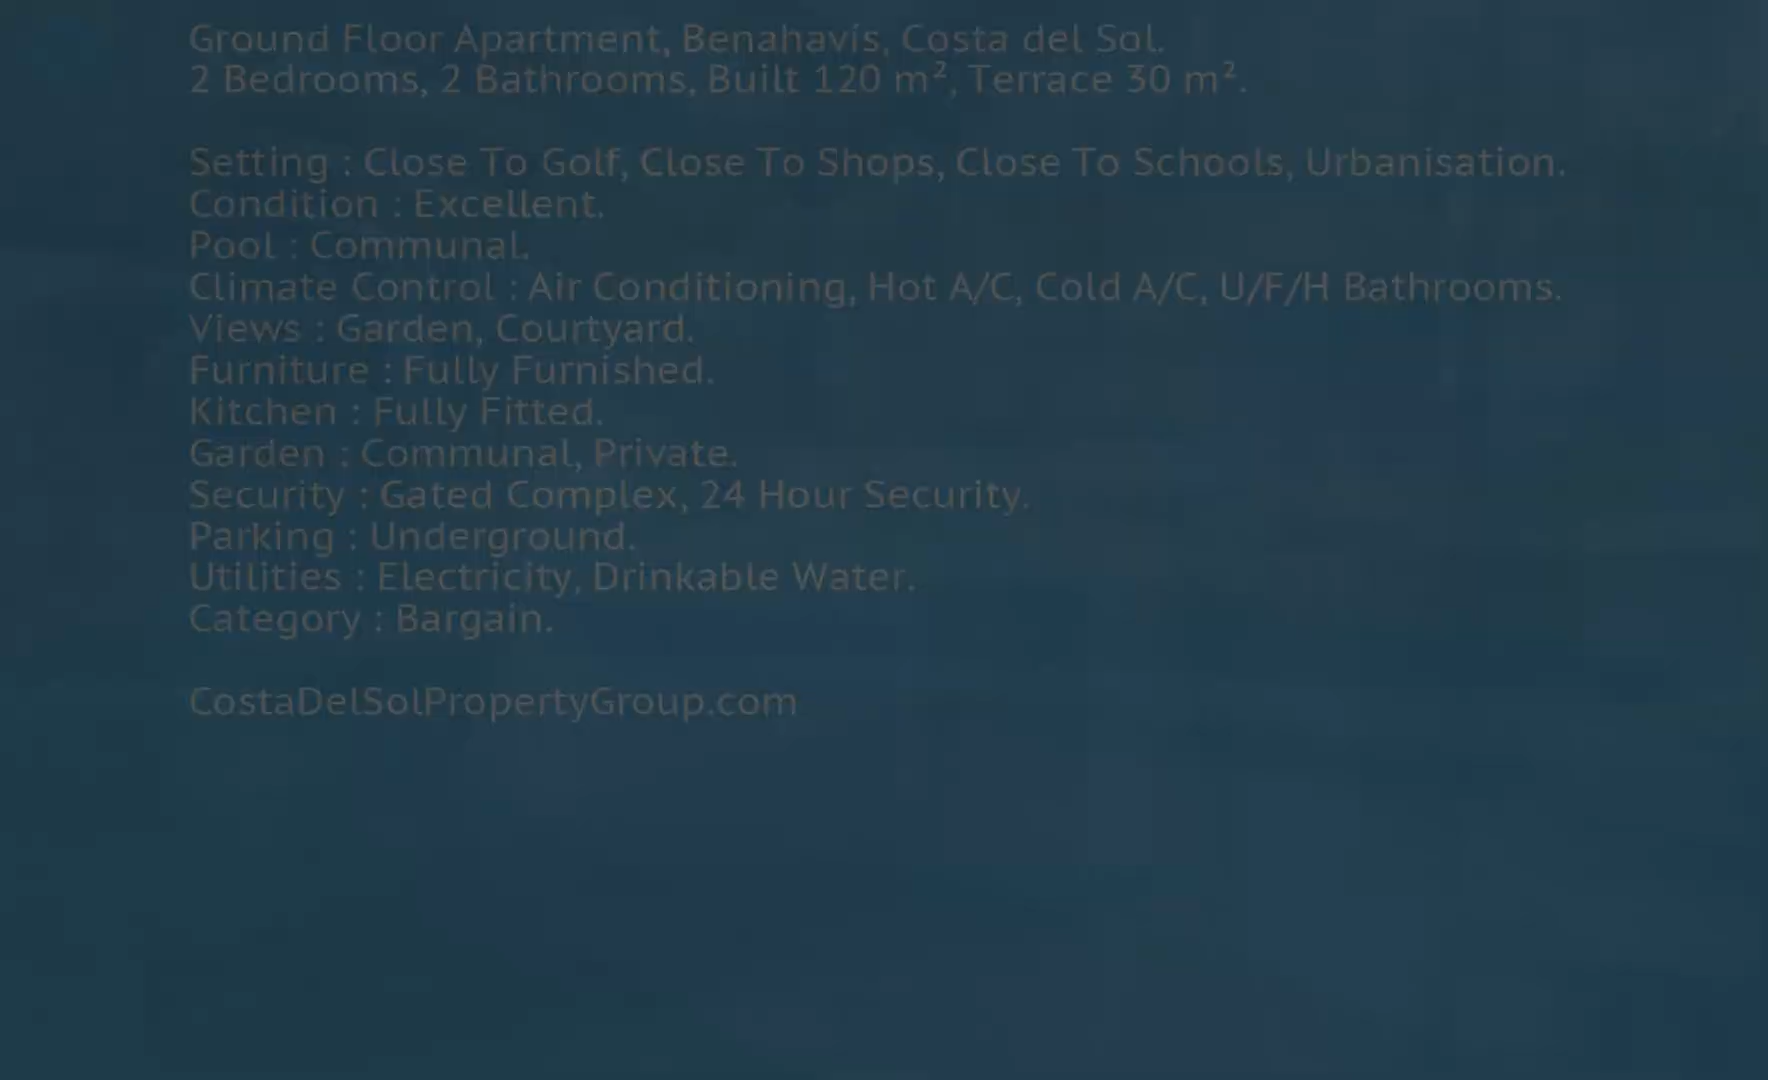 Ground Floor Apartment, Benahavís, Costa del Sol.
2 Bedrooms, 2 Bathrooms, Built 120 m², Terrace 30 m².
Setting : Close To Golf, Close To Shops, Close To Schools, Urbanisation.
Condition : Excellent.
Pool : Communal.
Climate Control : Air Conditioning, Hot A/C, Cold A/C, U/F/H Bathrooms.
Views : Garden, Courtyard.
Furniture : Fully Furnished.
Kitchen : Fully Fitted.
Garden : Communal, Private.
Security : Gated Complex, 24 Hour Security.
Parking : Underground.
Utilities : Electricity, Drinkable Water.
Category : Bargain.
CostaDelSolPropertyGroup.com